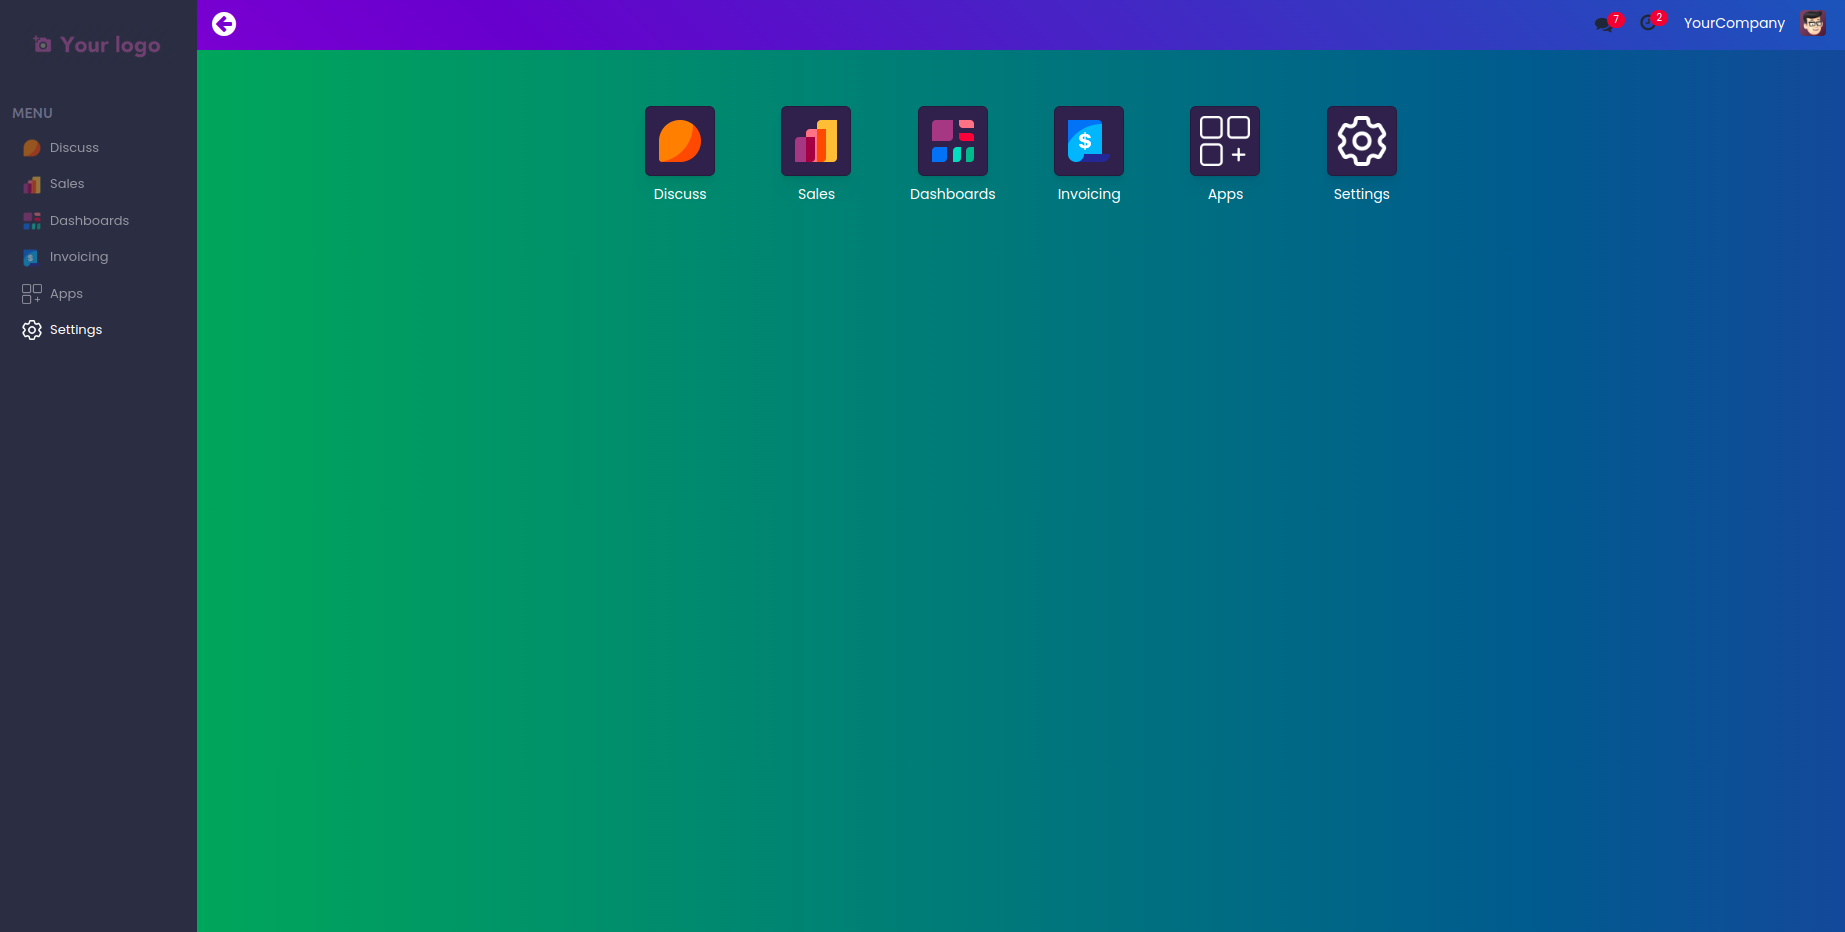 Your logo
MENU
Discuss
Sales
Dashboards
Invoicing
Apps
Settings
7
2
YourCompany
$
Discuss
Sales
Dashboards
Invoicing
Apps
Settings